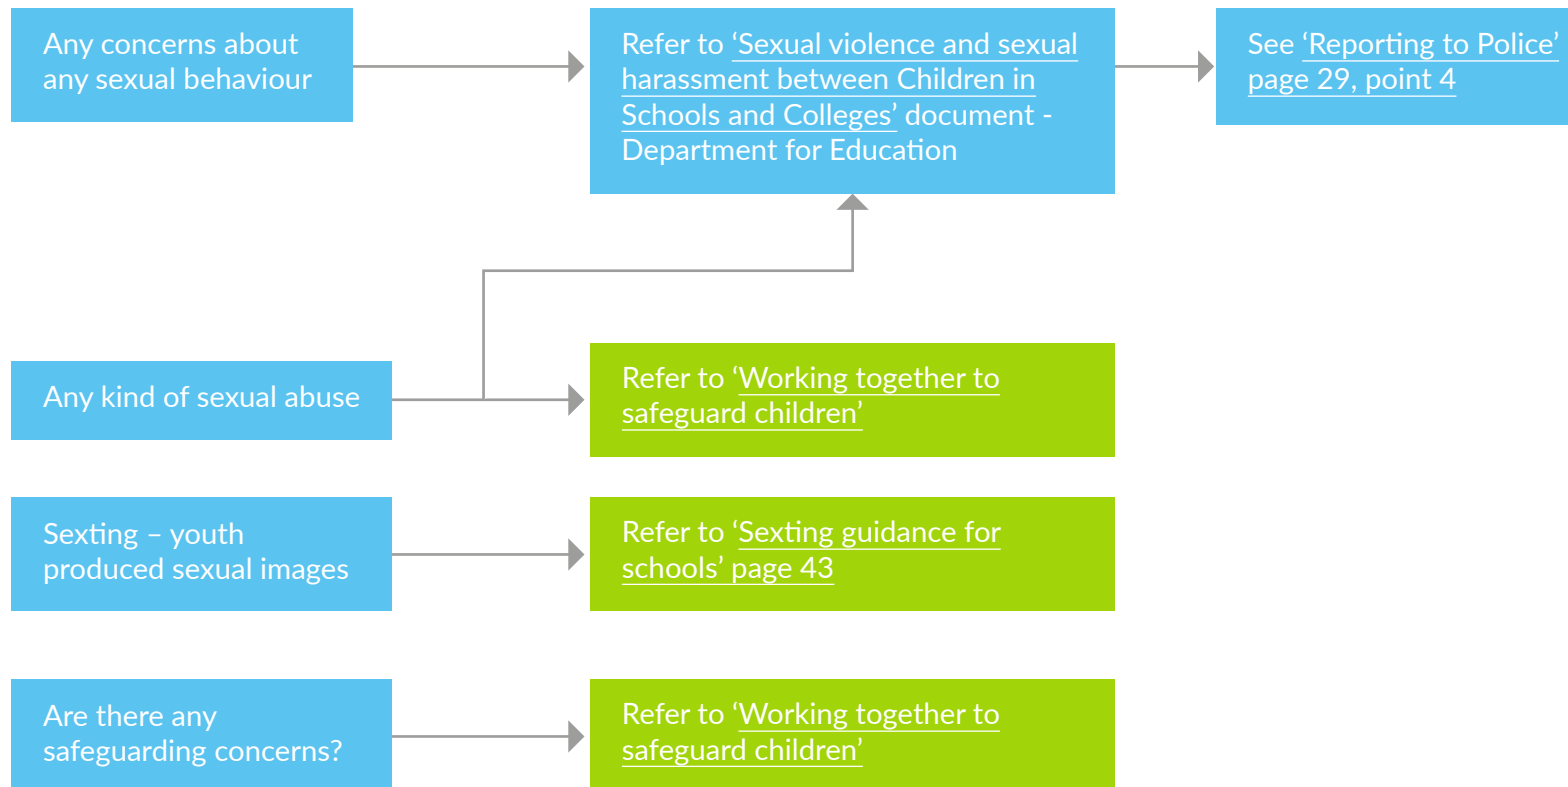 Any concerns about
any sexual behaviour
Refer to ‘Sexual violence and sexual
harassment between Children in
Schools and Colleges’ document -
Department for Education
See ‘Reporting to Police’
page 29, point 4
Any kind of sexual abuse
Refer to ‘Working together to
safeguard children’
Sexting – youth
produced sexual images
Refer to ‘Sexting guidance for
schools’ page 43
Are there any
safeguarding concerns?
Refer to ‘Working together to
safeguard children’